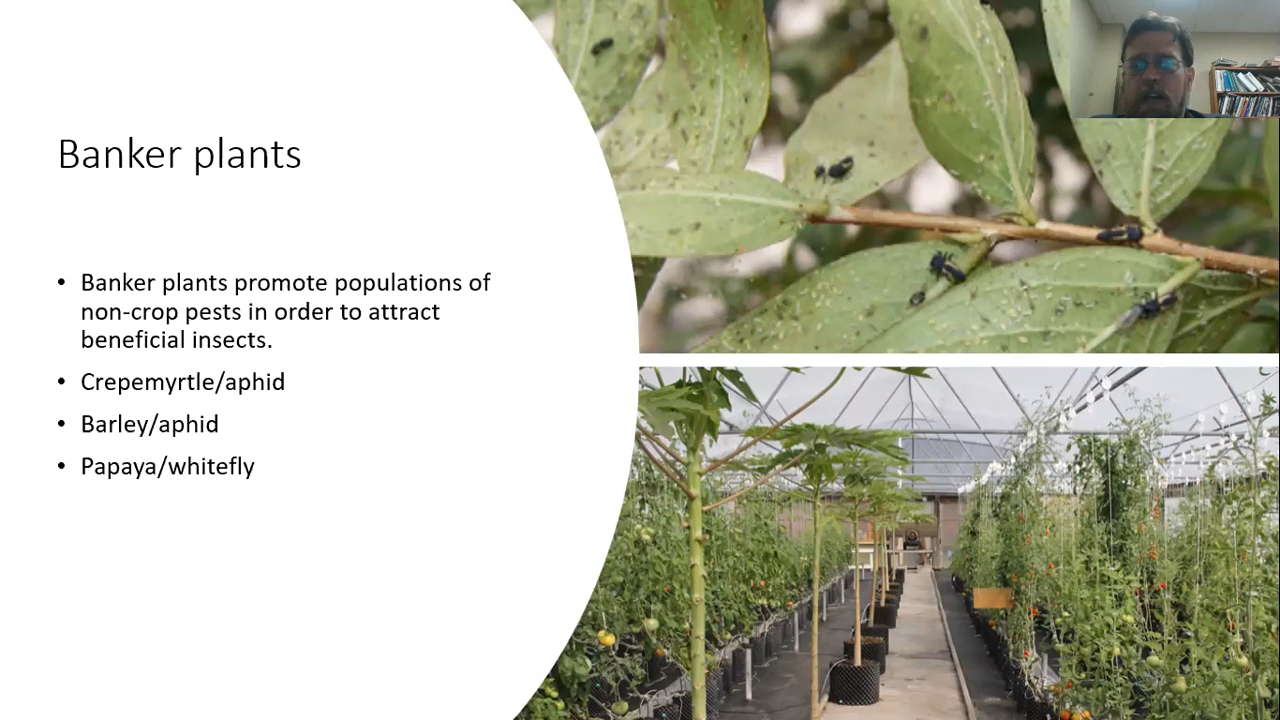 Banker plants
• Banker plants promote populations of
non-crop pests in order to attract
beneficial insects.
• Crepemyrtle/aphid
• Barley/aphid
• Papaya/whitefly